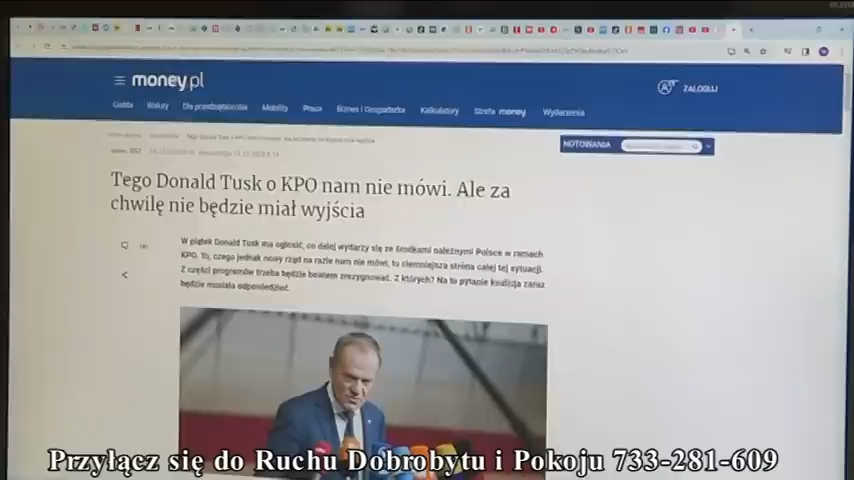 money.pl
ZALOGUJ
Giełda Waluty Dla przedsiębiorców Mobility Praca Biznes i Gospodarka Kalkulatory Strefa money Wydarzenia
NOTOWANIA
Tego Donald Tusk o KPO nam nie mówi. Ale za
chwilę nie będzie miał wyjścia
W piątek Donald Tusk ma ogłosić, co dalej wydarzy się ze środkami należnymi Polsce w ramach
KPO. To, czego jednak nowy rząd na razie nam nie mówi, to ciemniejsza strona całej tej sytuacji.
Z części programów trzeba będzie bowiem zrezygnować. Z których? Na to pytanie koalicja zaraz
będzie musiała odpowiedzieć.
Przyłącz się do Ruchu Dobrobytu i Pokoju 733-281-609